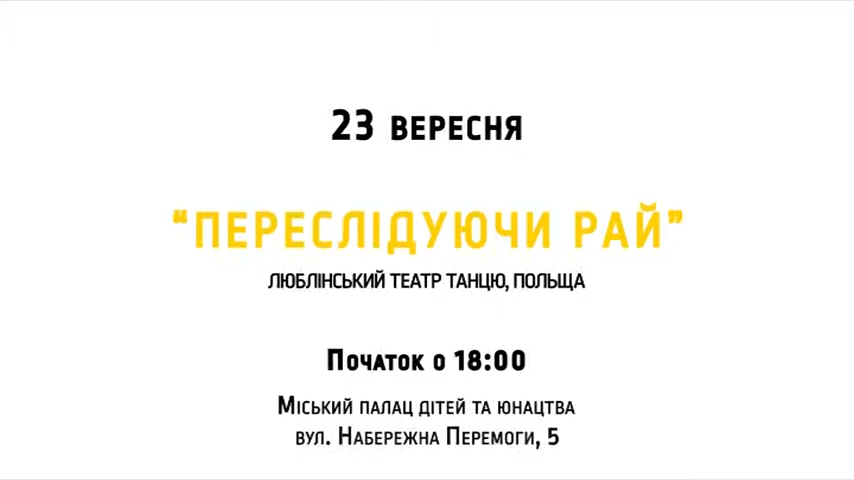 23 ВЕРЕСНЯ
“ПЕРЕСЛІДУЮЧИ РАЙ”
ЛЮБЛІНСЬКИЙ ТЕАТР ТАНЦЮ, ПОЛЬЩА
Початок о 18:00
Міський палац дітей та юнацтва
вул. Набережна Перемоги, 5